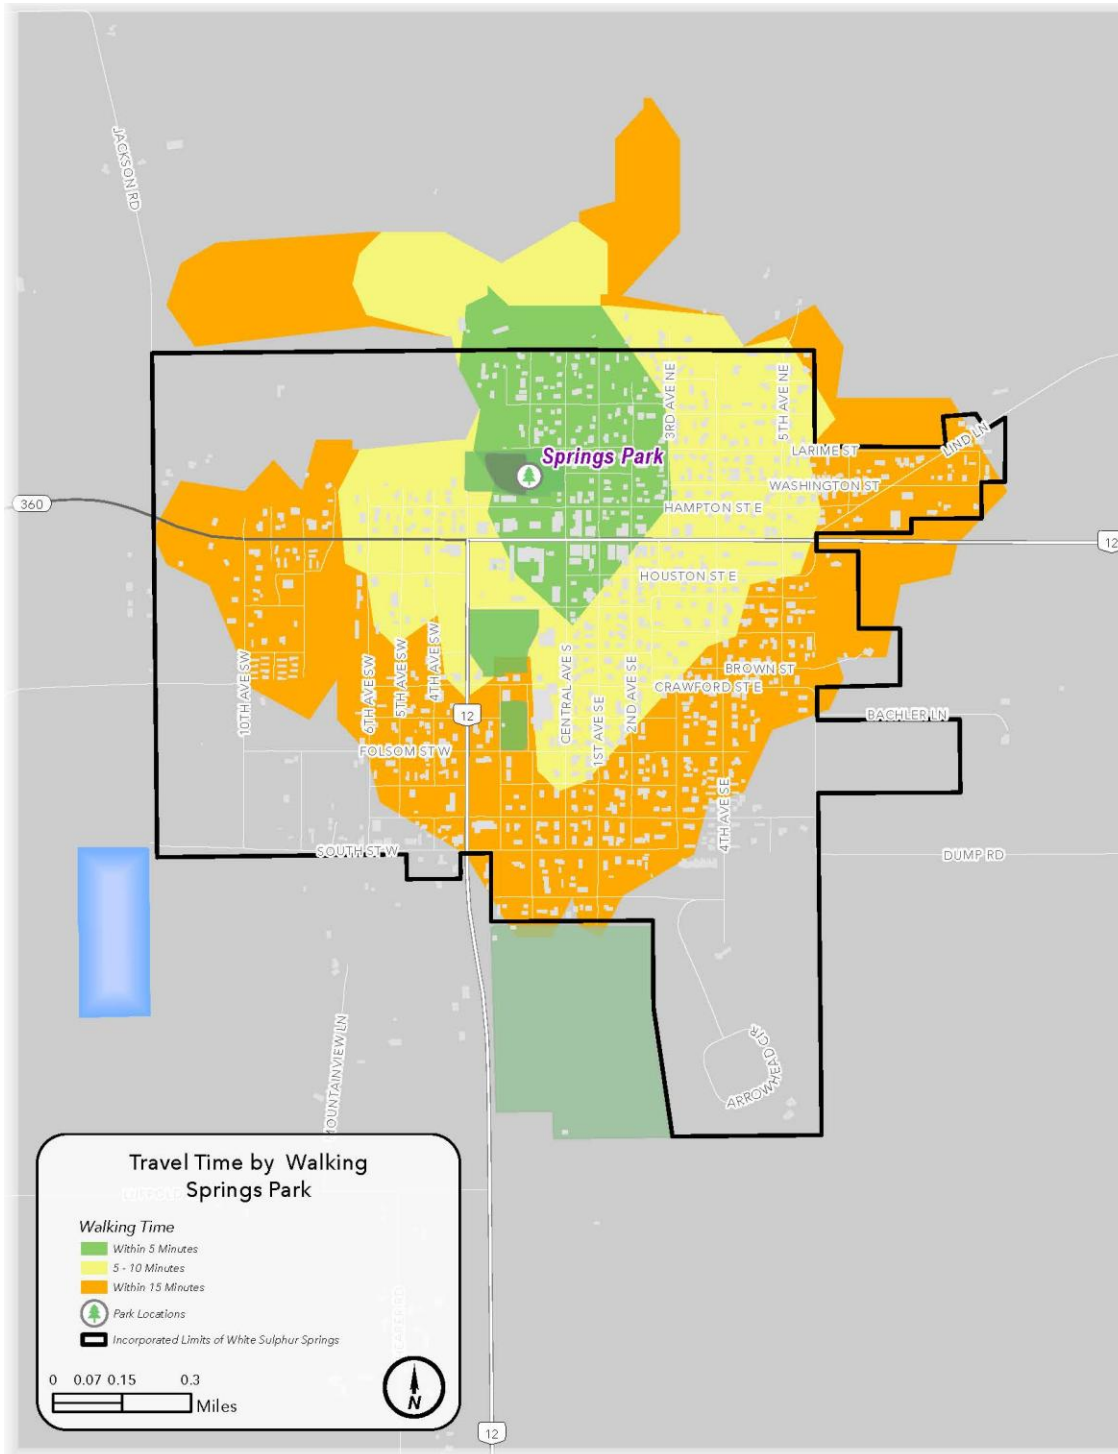 JACKSON RD
3RD AVE NE
5TH AVE NE
LIND LN
LARIME ST
Springs Park
WASHINGTON ST
360
HAMPTON ST E
12
HOUSTON ST E
10TH AVE SW
6TH AVE SW
5TH AVE SW
4TH AVE SW
CENTRAL AVE S
1ST AVE SE
2ND AVE SE
BROWN ST
CRAWFORD ST E
12
BACHLER LN
FOLSOM ST W
4TH AVE SE
SOUTH ST W
DUMP RD
MOUNTAINVIEW LN
ARROWHEAD CIR
Travel Time by Walking
Springs Park
Walking Time
Within 5 Minutes
5 - 10 Minutes
Within 15 Minutes
Park Locations
Incorporated Limits of White Sulphur Springs
0 0.07 0.15 0.3
Miles
N
12